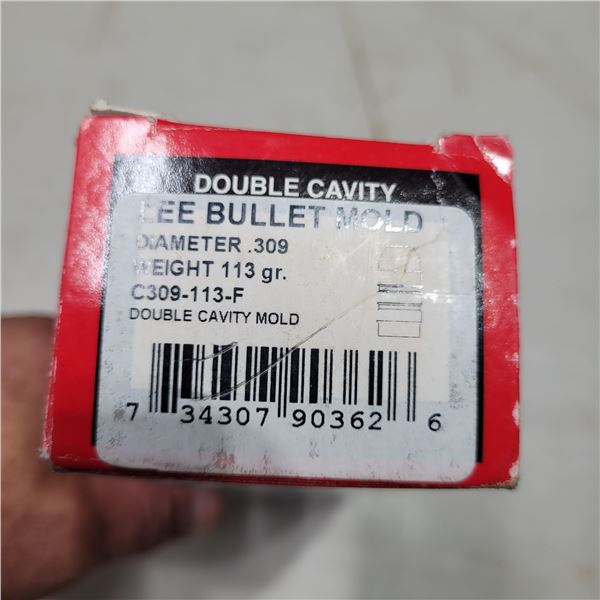 DOUBLE CAVITY
LEE BULLET MOLD
DIAMETER .309
WEIGHT 113 gr.
C309-113-F
DOUBLE CAVITY MOLD
7 34307 90362 6